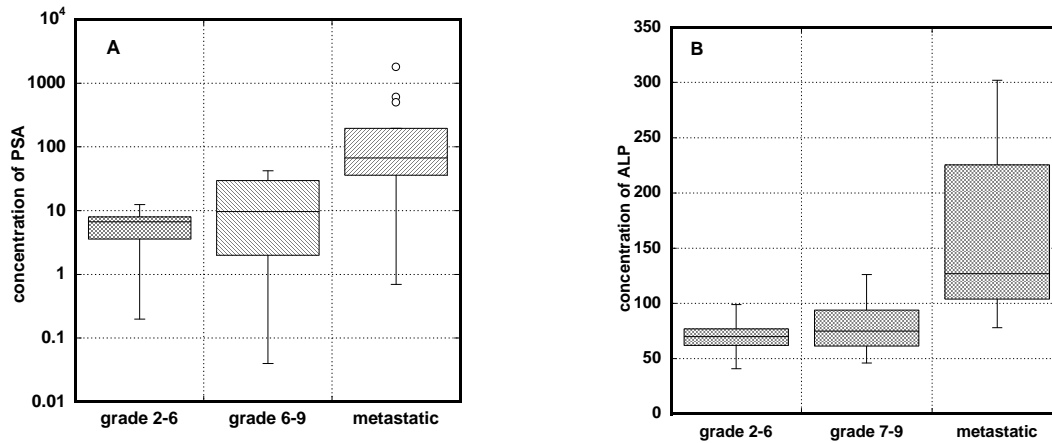 A
concentration of PSA
10⁴
1000
100
10
1
0.1
0.01
grade 2-6 grade 6-9 metastatic
B
concentration of ALP
350
300
250
200
150
100
50
0
grade 2-6 grade 7-9 metastatic